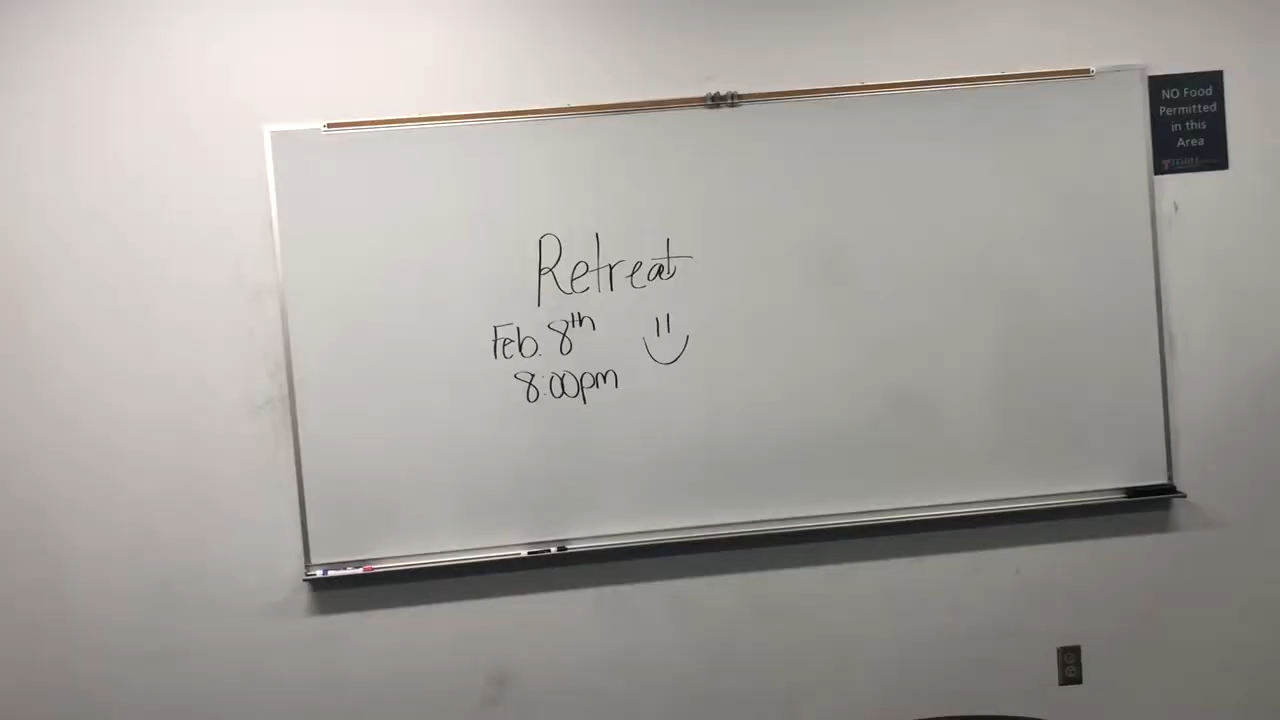 Retreat
Feb. 8th
8:00pm
NO Food
Permitted
in this
Area